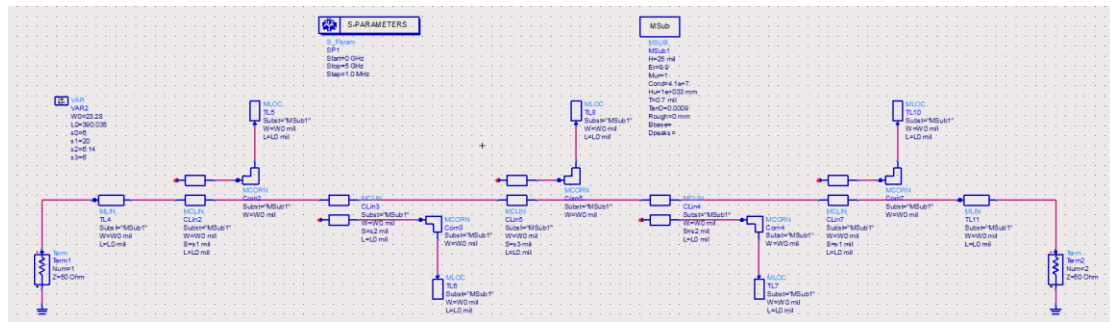 S-PARAMETERS
S_Param
SP1
Start=0 GHz
Stop=5 GHz
Step=1.0 MHz
MSub
MSUB
MSub1
H=25 mil
Er=9.9
Mur=1
Cond=4.1e+7
Hu=1e+033 mm
T=0.7 mil
TanD=0.0009
Rough=0 mm
Bbase=
Dpeaks=
VAR
VAR2
W0=23.28
L0=390.036
s0=6
s1=20
s2=6.14
s3=6
MLOC
TL5
Subst="MSub1"
W=W0 mil
L=L0 mil
MLOC
TL8
Subst="MSub1"
W=W0 mil
L=L0 mil
MLOC
TL10
Subst="MSub1"
W=W0 mil
L=L0 mil
MCORN
Subst="MSub1"
W=W0 mil
MCORN
Subst="MSub1"
W=W0 mil
MCORN
Subst="MSub1"
W=W0 mil
MLIN
TL4
Subst="MSub1"
W=W0 mil
L=L0 mil
MCLIN
CLin2
Subst="MSub1"
W=W0 mil
S=s1 mil
L=L0 mil
MCLIN
CLin3
Subst="MSub1"
W=W0 mil
S=s2 mil
L=L0 mil
MCORN
Corn3
Subst="MSub1"
W=W0 mil
MCLIN
CLin5
Subst="MSub1"
W=W0 mil
S=s3 mil
L=L0 mil
MCLIN
CLin4
Subst="MSub1"
W=W0 mil
S=s2 mil
L=L0 mil
MCORN
Corn4
Subst="MSub1"
W=W0 mil
MCLIN
CLin7
Subst="MSub1"
W=W0 mil
S=s1 mil
L=L0 mil
MLIN
TL11
Subst="MSub1"
W=W0 mil
L=L0 mil
Term
Term1
Num=1
Z=50 Ohm
MLOC
TL6
Subst="MSub1"
W=W0 mil
L=L0 mil
MLOC
TL7
Subst="MSub1"
W=W0 mil
L=L0 mil
Term
Term2
Num=2
Z=50 Ohm